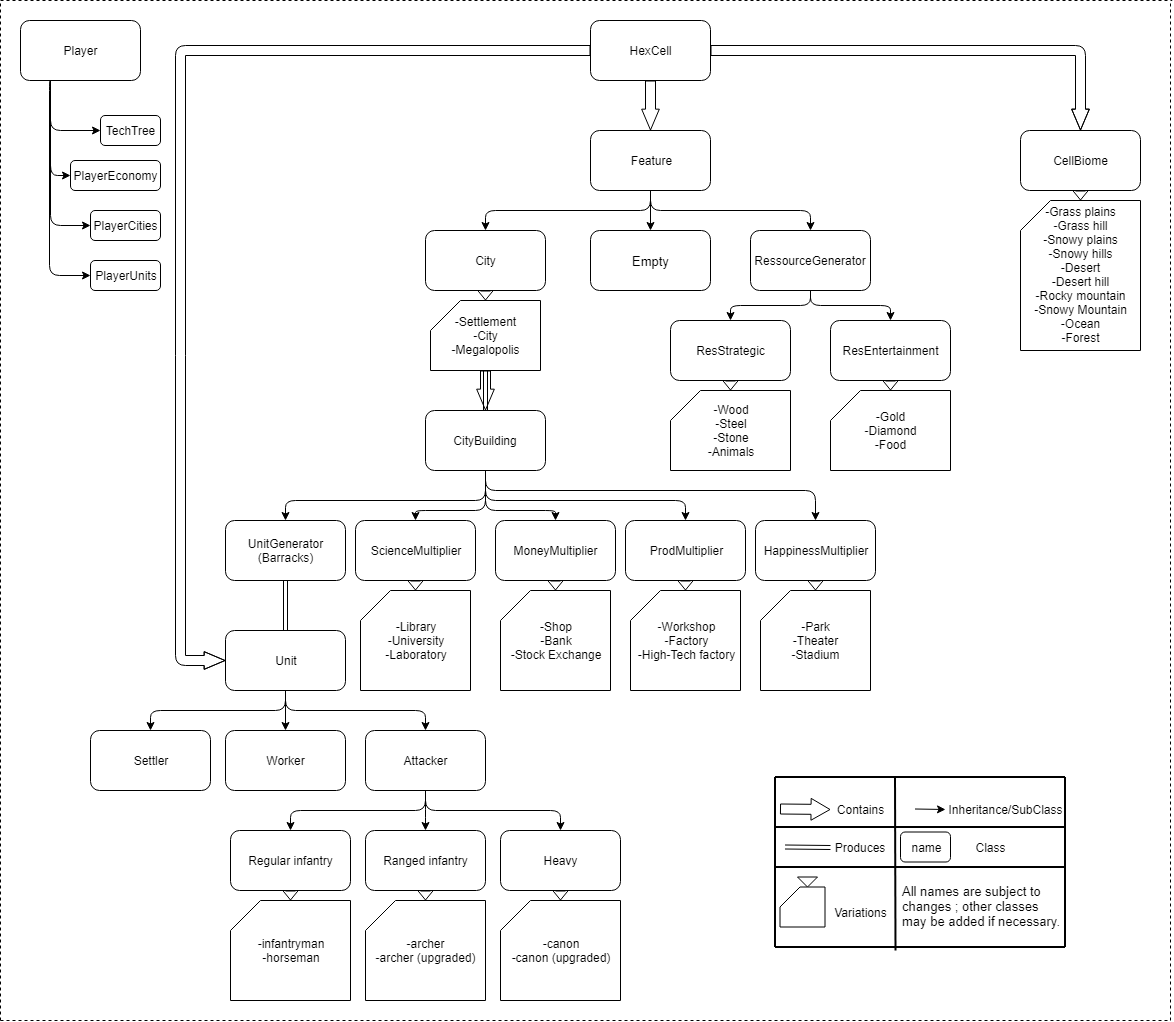 Player
HexCell
TechTree
PlayerEconomy
PlayerCities
PlayerUnits
Feature
CellBiome
-Grass plains
-Grass hill
-Snowy plains
-Snowy hills
-Desert
-Desert hill
-Rocky mountain
-Snowy Mountain
-Ocean
-Forest
City
Empty
RessourceGenerator
-Settlement
-City
-Megalopolis
ResStrategic
ResEntertainment
-Wood
-Steel
-Stone
-Animals
-Gold
-Diamond
-Food
CityBuilding
UnitGenerator
(Barracks)
ScienceMultiplier
MoneyMultiplier
ProdMultiplier
HappinessMultiplier
-Library
-University
-Laboratory
-Shop
-Bank
-Stock Exchange
-Workshop
-Factory
-High-Tech factory
-Park
-Theater
-Stadium
Unit
Settler
Worker
Attacker
Regular infantry
Ranged infantry
Heavy
-infantryman
-horseman
-archer
-archer (upgraded)
-canon
-canon (upgraded)
Contains
Inheritance/SubClass
Produces
name
Class
Variations
All names are subject to
changes ; other classes
may be added if necessary.